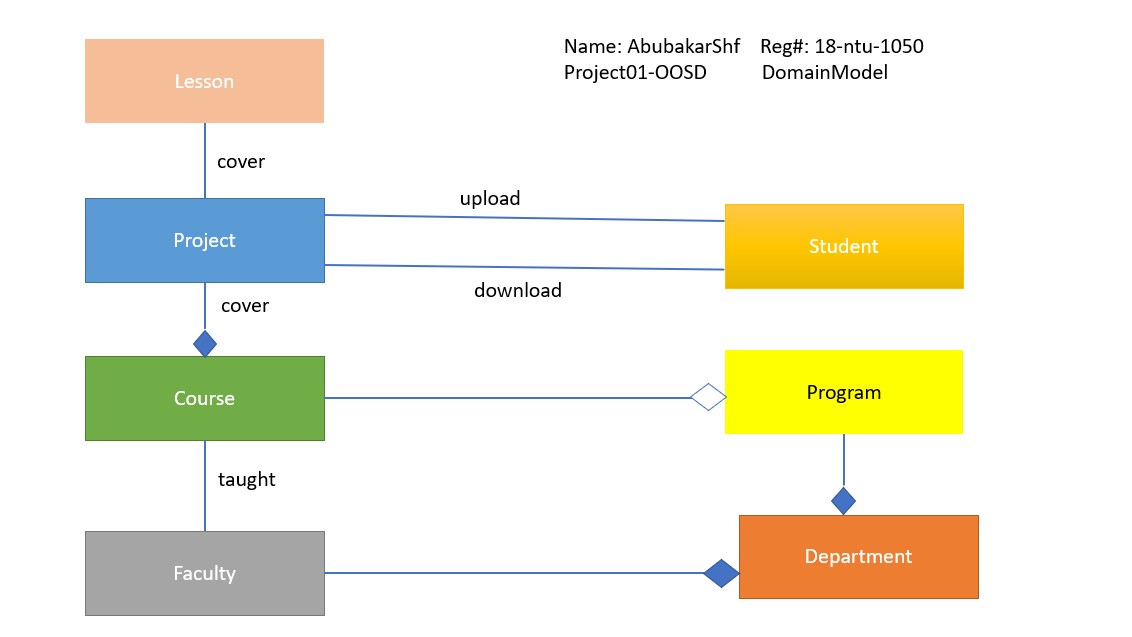 Name: AbubakarShf Reg#: 18-ntu-1050
Project01-OOSD DomainModel
Lesson
cover
upload
Project
Student
download
cover
Course
Program
taught
Faculty
Department